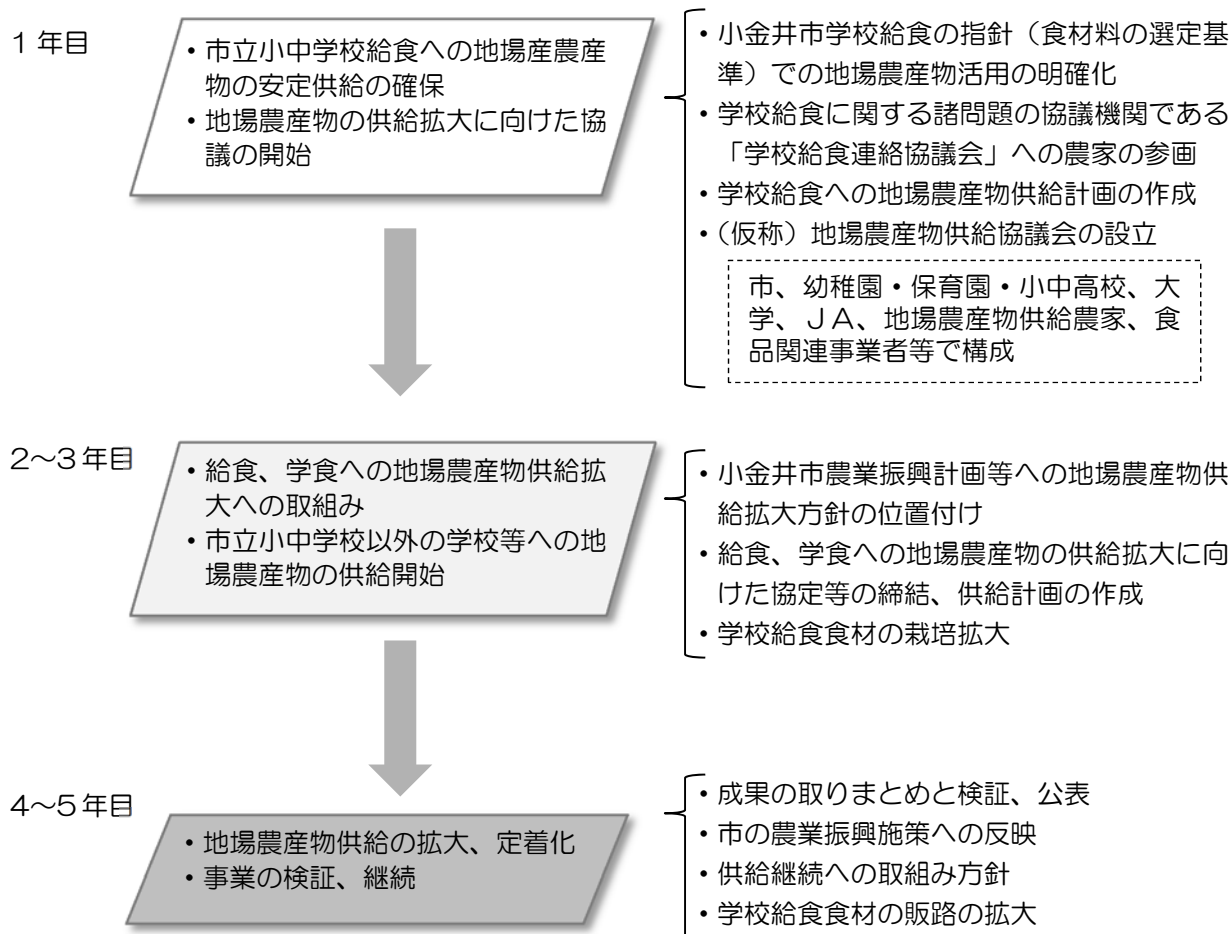 1年目
・市立小中学校給食への地場産農産
物の安定供給の確保
・地場農産物の供給拡大に向けた協
議の開始
・小金井市学校給食の指針（食材料の選定基
準）での地場農産物活用の明確化
・学校給食に関する諸問題の協議機関である
「学校給食連絡協議会」への農家の参画
・学校給食への地場農産物供給計画の作成
・（仮称）地場農産物供給協議会の設立
市、幼稚園・保育園・小中高校、大
学、ＪＡ、地場農産物供給農家、食
品関連事業者等で構成
2～3年目
・給食、学食への地場農産物供給拡
大への取組み
・市立小中学校以外の学校等への地
場農産物の供給開始
・小金井市農業振興計画等への地場農産物供
給拡大方針の位置付け
・給食、学食への地場農産物の供給拡大に向
けた協定等の締結、供給計画の作成
・学校給食食材の栽培拡大
4～5年目
・地場農産物供給の拡大、定着化
・事業の検証、継続
・成果の取りまとめと検証、公表
・市の農業振興施策への反映
・供給継続への取組み方針
・学校給食食材の販路の拡大